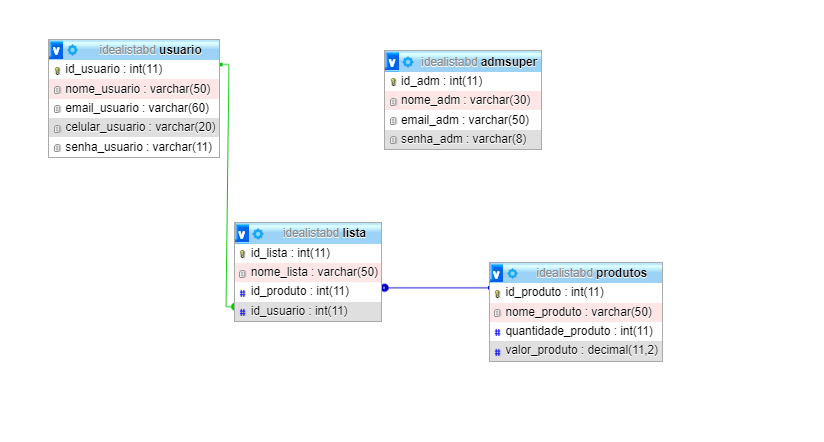 idealistabd usuario
id_usuario : int(11)
nome_usuario : varchar(50)
email_usuario : varchar(60)
celular_usuario : varchar(20)
senha_usuario : varchar(11)
idealistabd admsuper
id_adm : int(11)
nome_adm : varchar(30)
email_adm : varchar(50)
senha_adm : varchar(8)
idealistabd lista
id_lista : int(11)
nome_lista : varchar(50)
# id_produto : int(11)
# id_usuario : int(11)
idealistabd produtos
id_produto : int(11)
nome_produto : varchar(50)
# quantidade_produto : int(11)
# valor_produto : decimal(11,2)